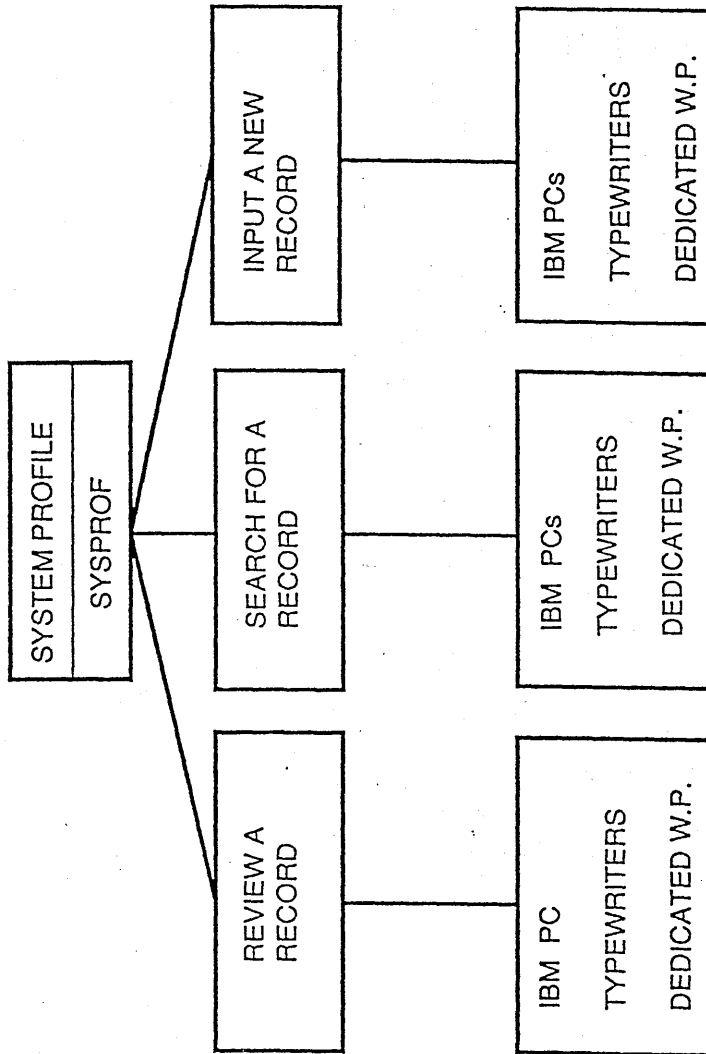 SYSTEM PROFILE
SYSPROF
REVIEW A
RECORD
SEARCH FOR A
RECORD
INPUT A NEW
RECORD
IBM PC
TYPEWRITERS
DEDICATED W.P.
IBM PCs
TYPEWRITERS
DEDICATED W.P.
IBM PCs
TYPEWRITERS
DEDICATED W.P.